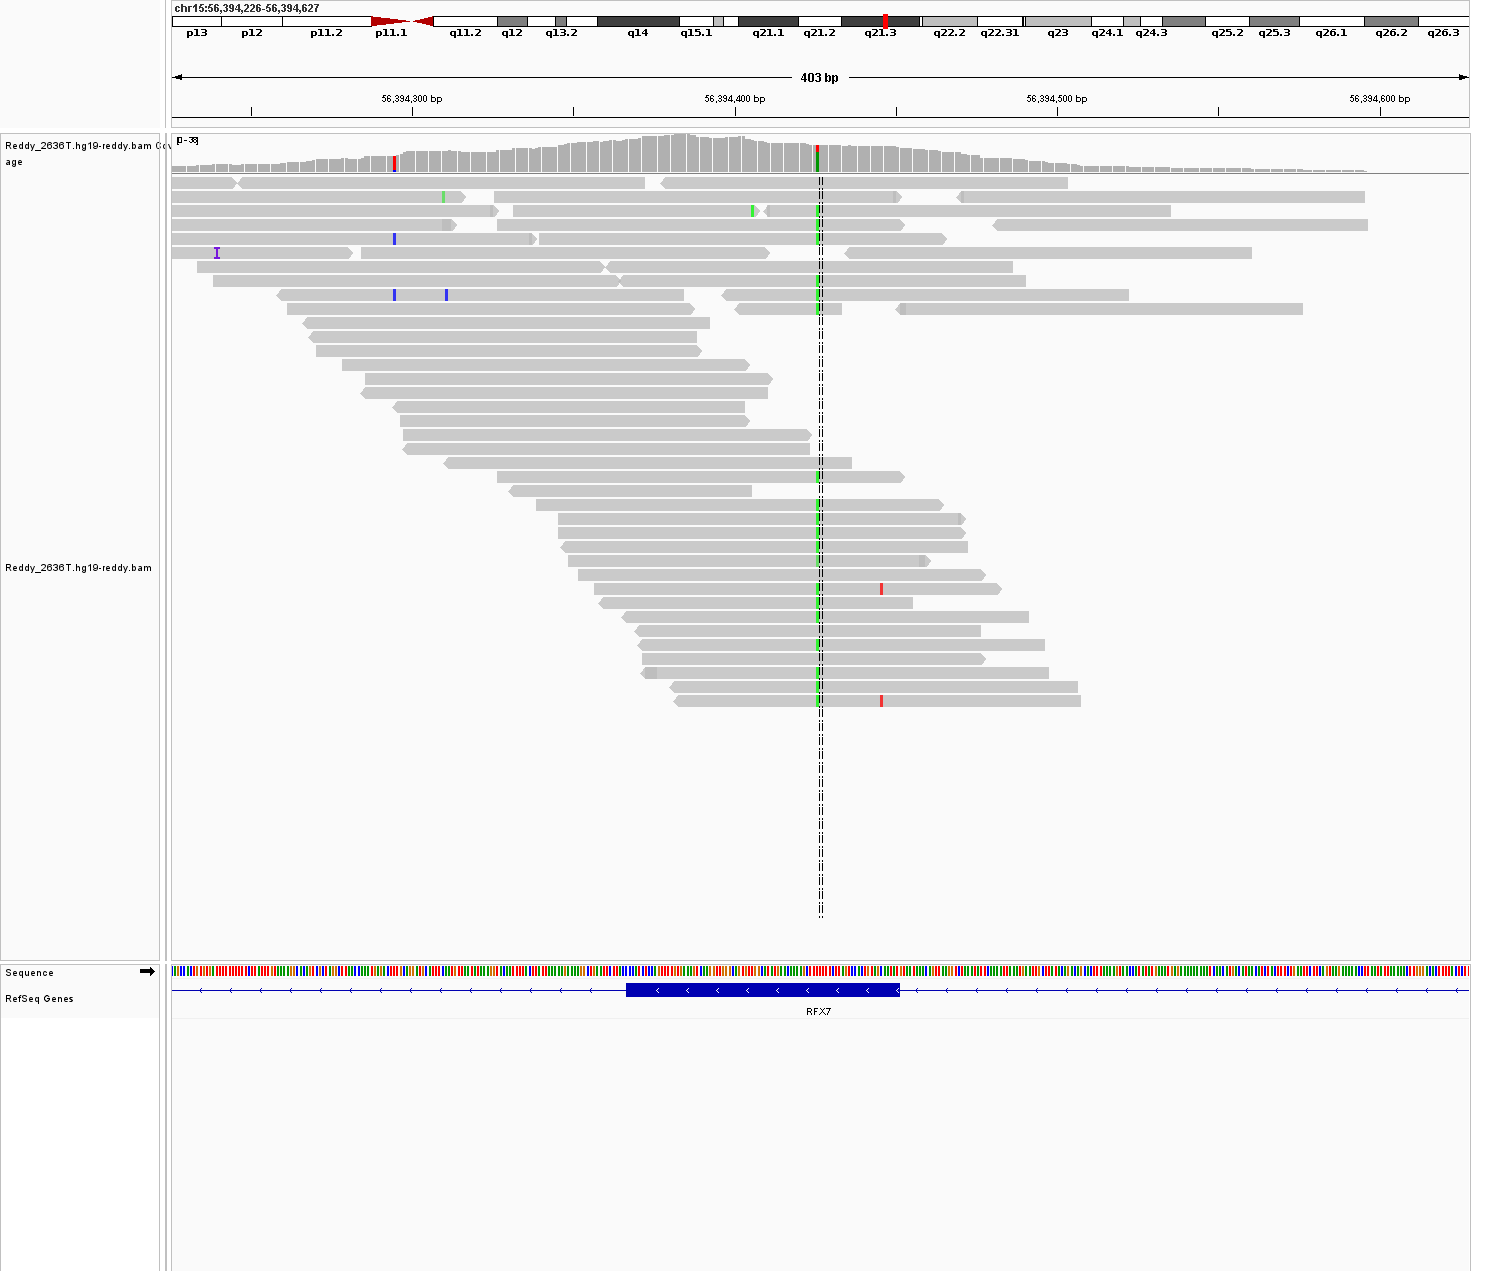 chr15:56,394,226-56,394,627
p13 p12 p11.2 p11.1 q11.2 q12 q13.2 q14 q15.1 q21.1 q21.2 q21.3 q22.2 q22.31 q23 q24.1 q24.3 q25.2 q25.3 q26.1 q26.2 q26.3
403 bp
56,394,300 bp 56,394,400 bp 56,394,500 bp 56,394,600 bp
Reddy_2636T.hg19-reddy.bam Cov
age
[0 - 38]
Reddy_2636T.hg19-reddy.bam
Sequence
RefSeq Genes
RFX7